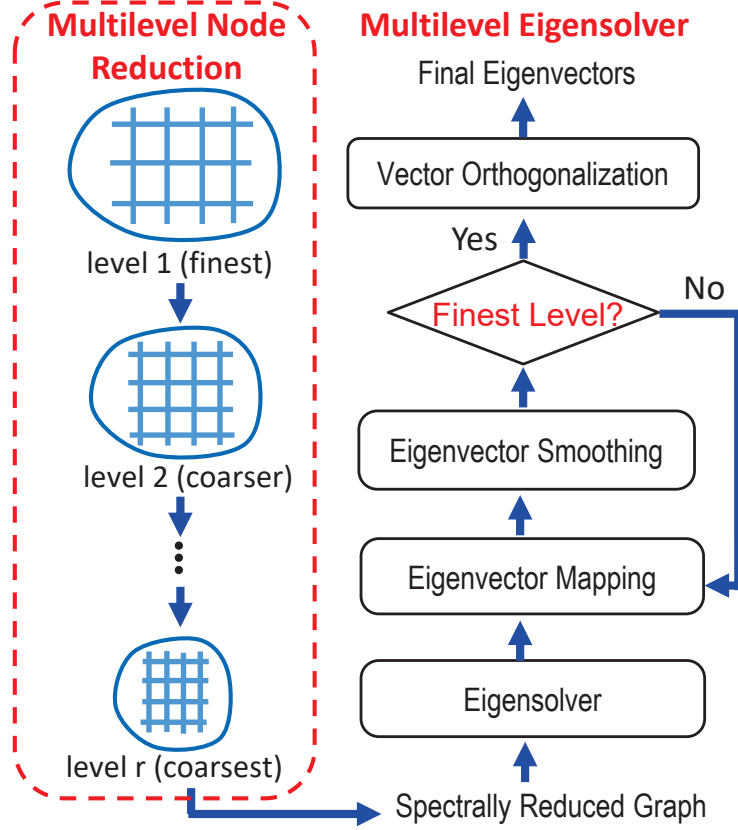 Multilevel Node
Reduction
level 1 (finest)
level 2 (coarser)
level r (coarsest)
Multilevel Eigensolver
Final Eigenvectors
Vector Orthogonalization
Yes
No
Finest Level?
Eigenvector Smoothing
Eigenvector Mapping
Eigensolver
Spectrally Reduced Graph